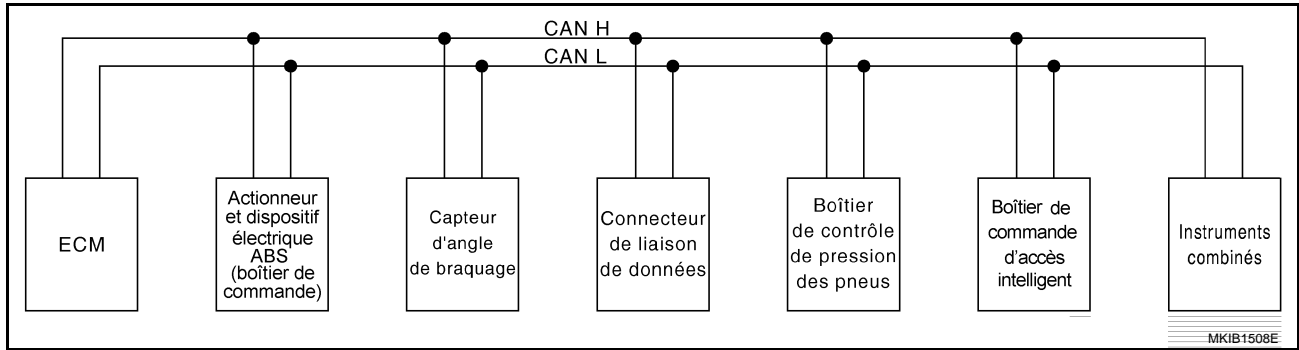 CAN H
CAN L
ECM
Actionneur
et dispositif
électrique
ABS
(boîtier de
commande)
Capteur
d'angle
de braquage
Connecteur
de liaison
de données
Boîtier
de contrôle
de pression
des pneus
Boîtier de
commande
d'accès
intelligent
Instruments
combinés
MKIB1508E